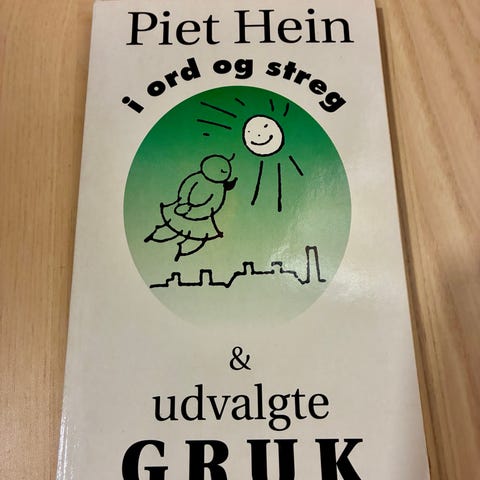 Piet Hein
i ord og streg
&
udvalgte
GRUK